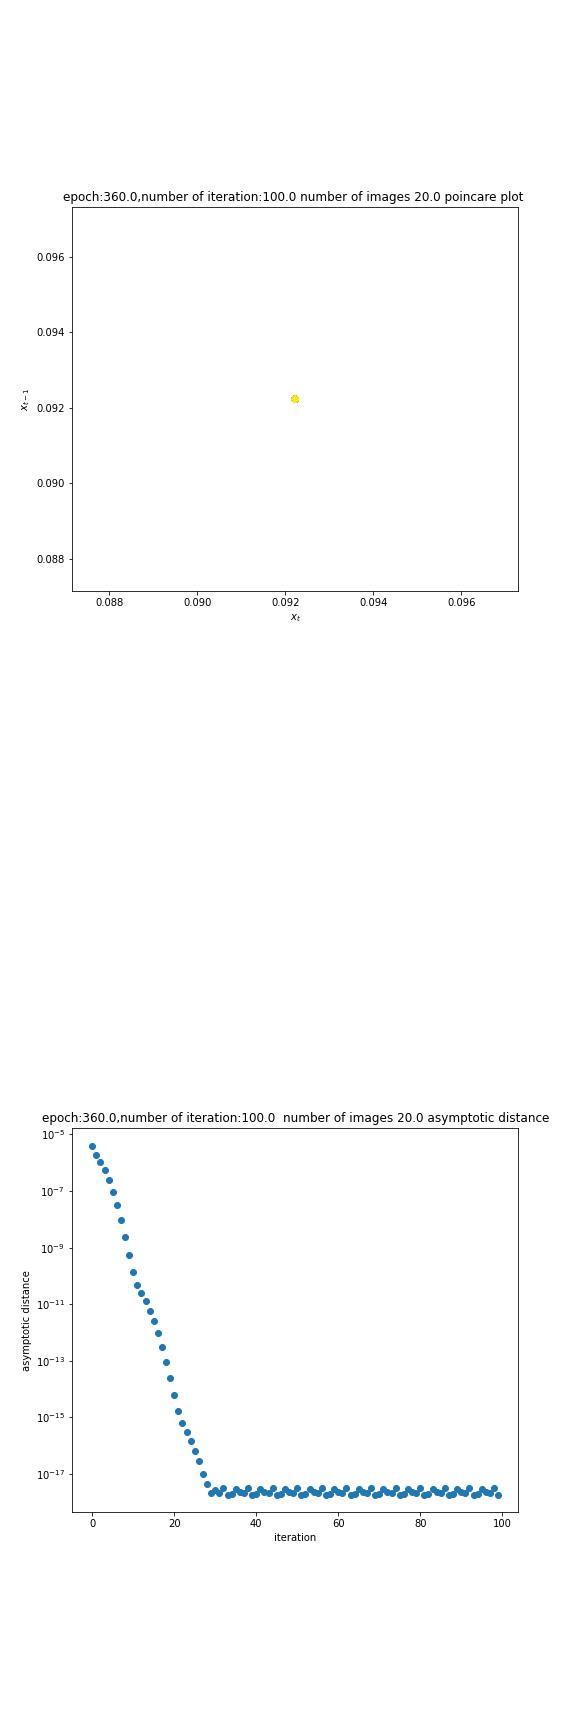 epoch:360.0,number of iteration:100.0 number of images 20.0 poincare plot
0.096
0.094
0.092
0.090
0.088
x_{t-1}
0.088 0.090 0.092 0.094 0.096
x_t
epoch:360.0,number of iteration:100.0  number of images 20.0 asymptotic distance
10^{-5}
10^{-7}
10^{-9}
10^{-11}
10^{-13}
10^{-15}
10^{-17}
asymptotic distance
0 20 40 60 80 100
iteration